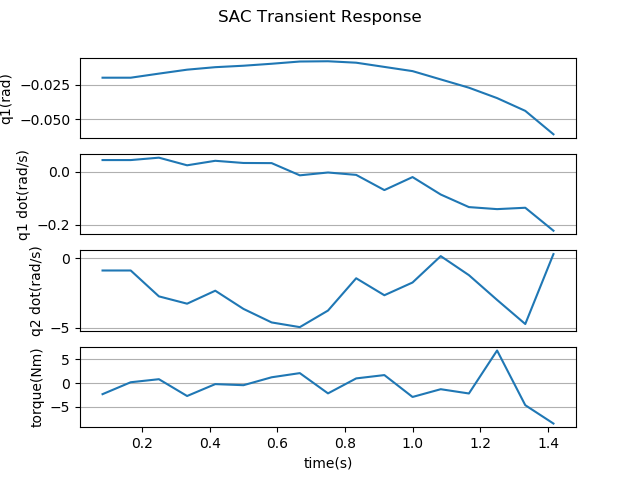 SAC Transient Response
q1(rad)
−0.025
−0.050
q1 dot(rad/s)
0.0
−0.2
q2 dot(rad/s)
0
−5
torque(Nm)
5
0
−5
0.2 0.4 0.6 0.8 1.0 1.2 1.4
time(s)